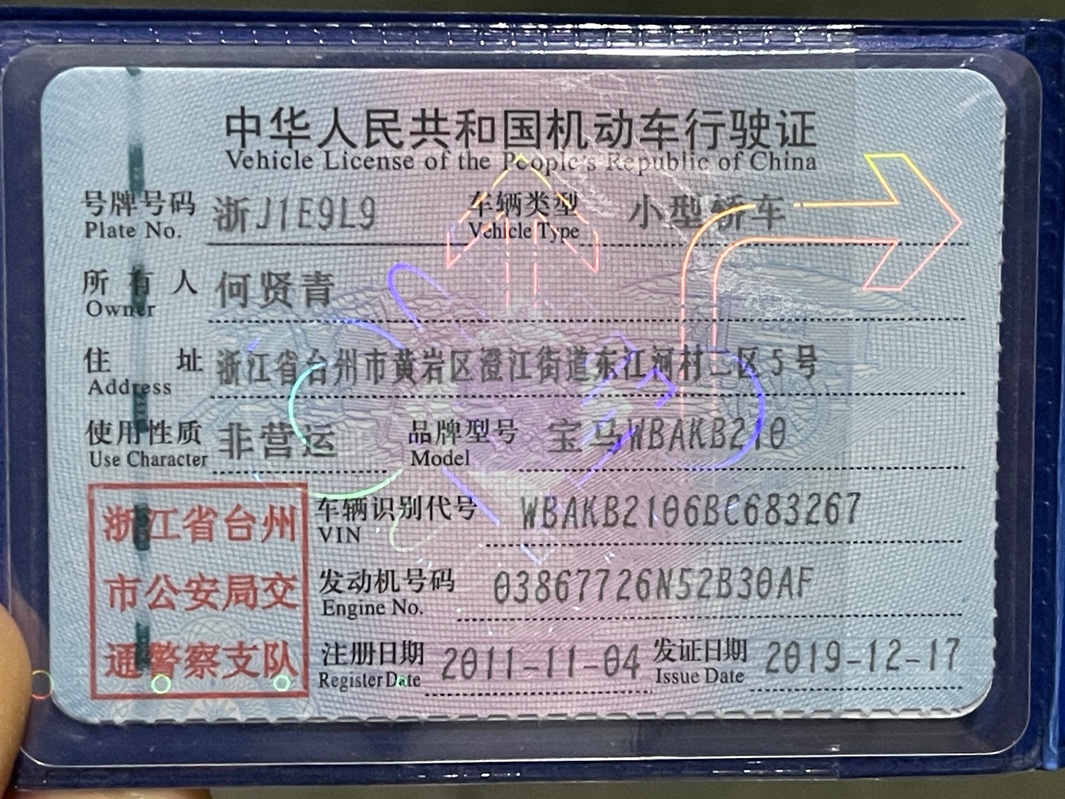 中华人民共和国机动车行驶证
Vehicle License of the People's Republic of China
号牌号码 浙J1E9L9 车辆类型 小型轿车
Plate No. Vehicle Type
所有人 何贤青
Owner
住址 浙江省台州市黄岩区澄江街道东江河村二区5号
Address
使用性质 非营运 品牌型号 宝马WBAKB210
Use Character Model
浙江省台州
市公安局交
通警察支队
车辆识别代号 WBAKB2106BC683267
VIN
发动机号码 03867726N52B30AF
Engine No.
注册日期 2011-11-04 发证日期 2019-12-17
Register Date Issue Date